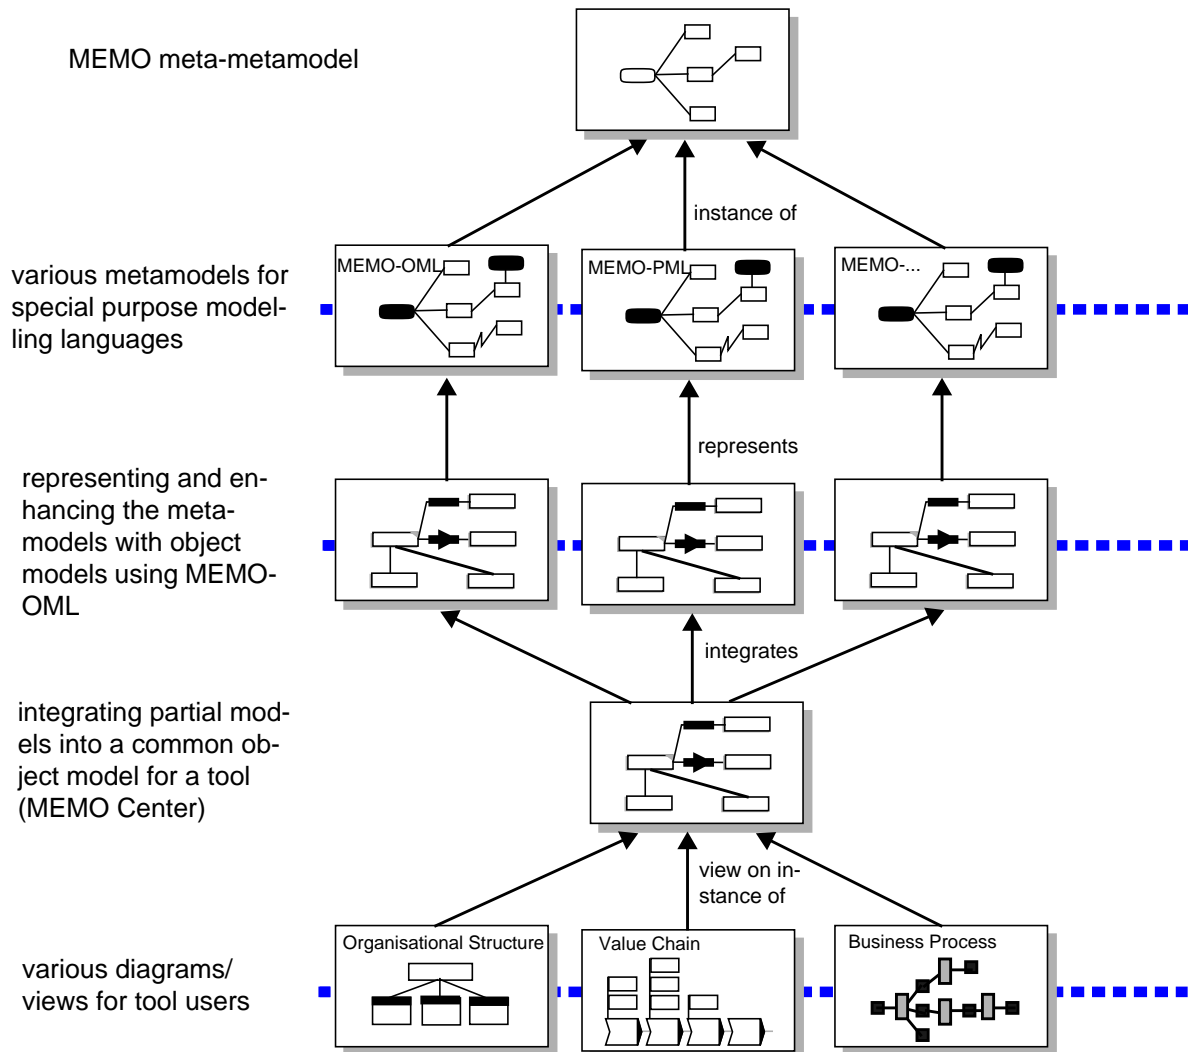 MEMO meta-metamodel
instance of
various metamodels for
special purpose model-
ling languages
MEMO-OML
MEMO-PML
MEMO-...
represents
representing and en-
hancing the meta-
models with object
models using MEMO-
OML
integrates
integrating partial mod-
els into a common ob-
ject model for a tool
(MEMO Center)
view on in-
stance of
various diagrams/
views for tool users
Organisational Structure
Value Chain
Business Process